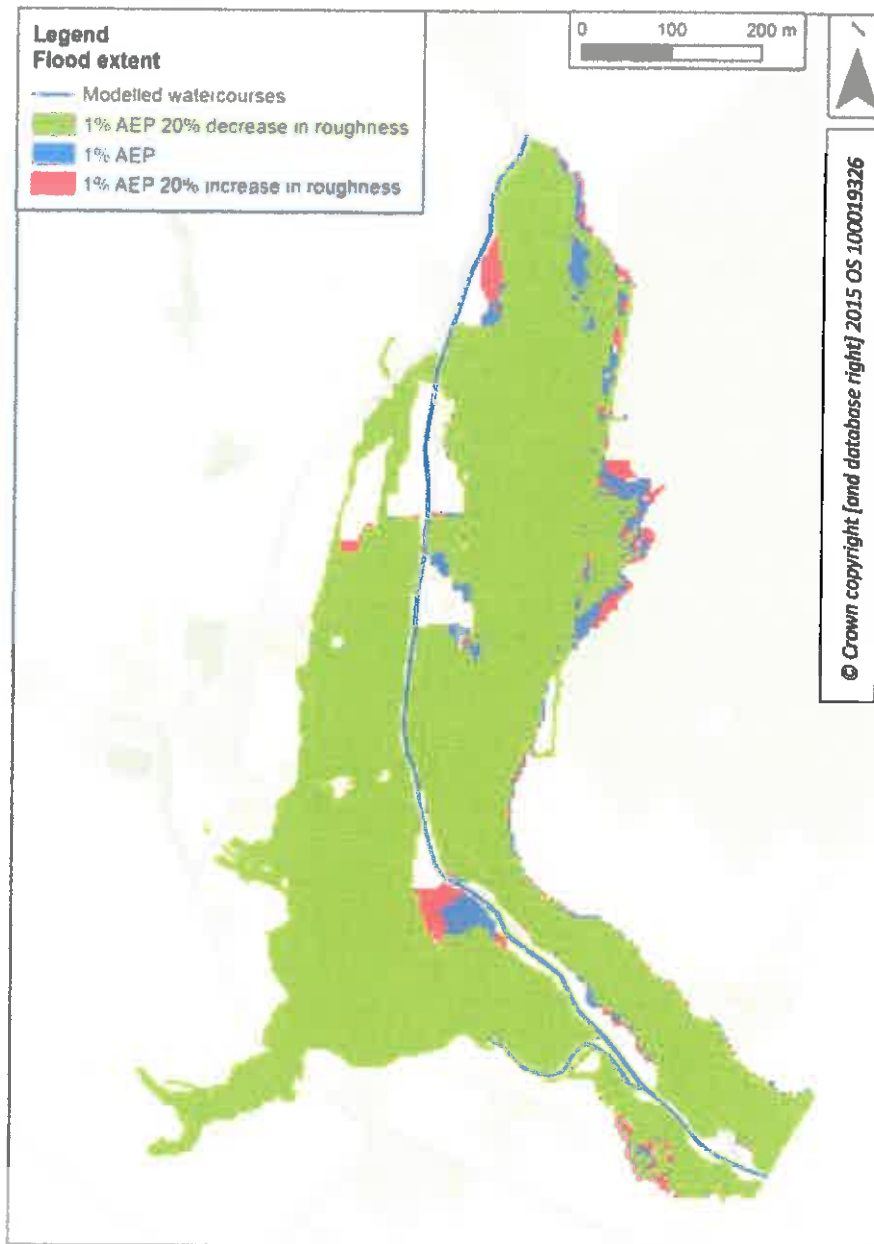 Legend
Flood extent
Modelled watercourses
1% AEP 20% decrease in roughness
1% AEP
1% AEP 20% increase in roughness
0 100 200 m
© Crown copyright [and database right] 2015 OS 100019326